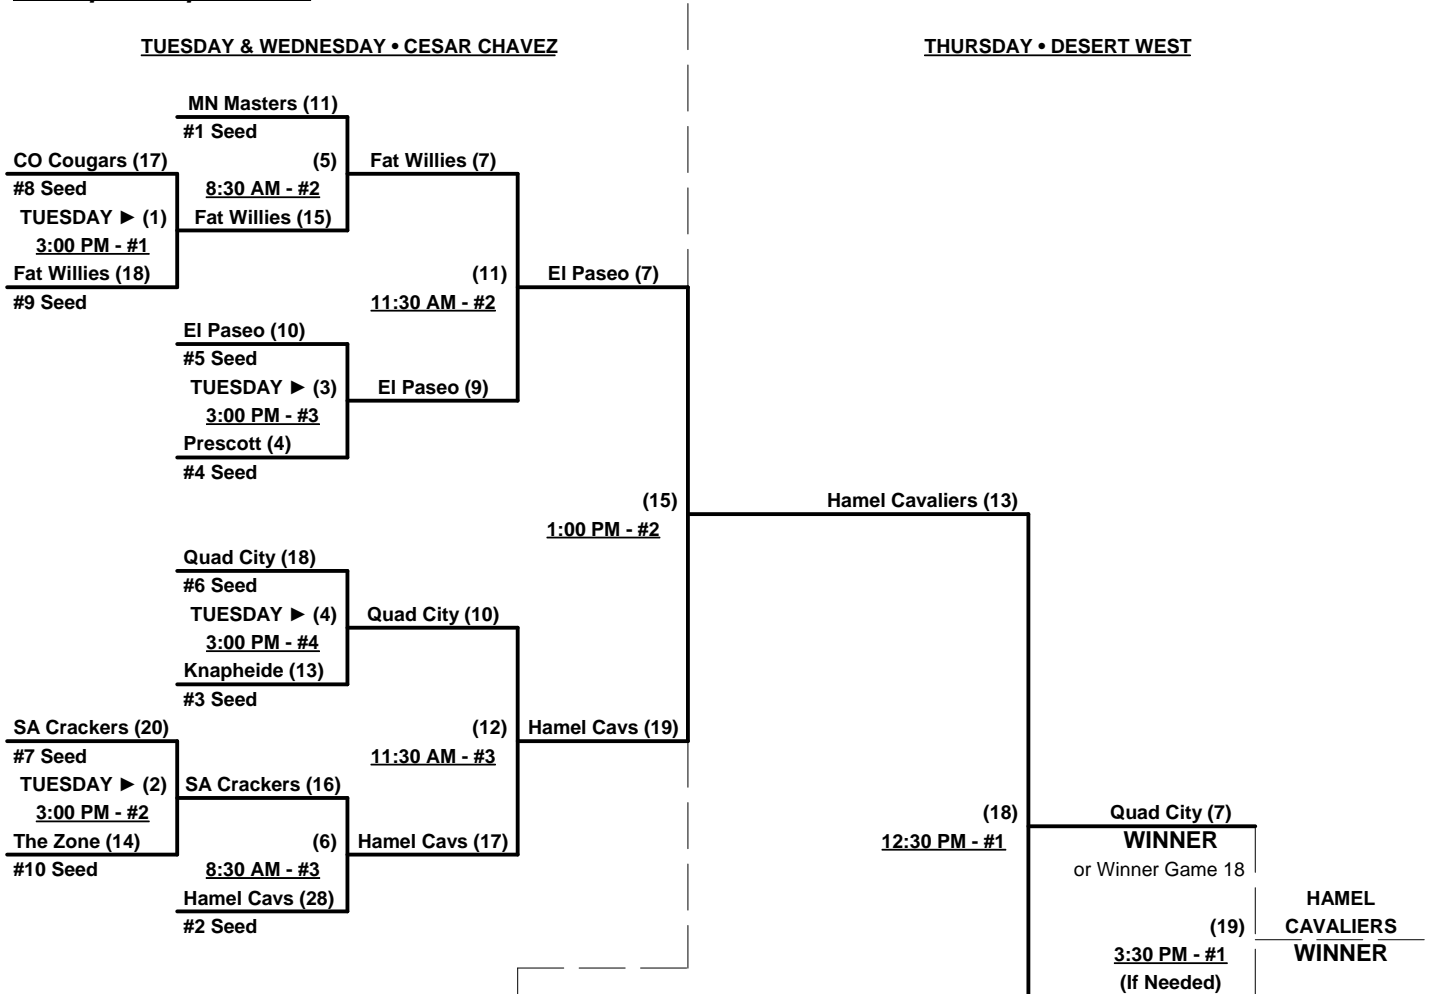 TUESDAY & WEDNESDAY • CESAR CHAVEZ
THURSDAY • DESERT WEST
MN Masters (11)
#1 Seed
CO Cougars (17)
(5)
Fat Willies (7)
#8 Seed
8:30 AM - #2
TUESDAY ► (1)
Fat Willies (15)
3:00 PM - #1
Fat Willies (18)
(11)
El Paseo (7)
#9 Seed
11:30 AM - #2
El Paseo (10)
#5 Seed
TUESDAY ► (3)
El Paseo (9)
3:00 PM - #3
Prescott (4)
#4 Seed
(15)
Hamel Cavaliers (13)
1:00 PM - #2
Quad City (18)
#6 Seed
TUESDAY ► (4)
Quad City (10)
3:00 PM - #4
Knapheide (13)
#3 Seed
SA Crackers (20)
(12)
Hamel Cavs (19)
#7 Seed
11:30 AM - #3
TUESDAY ► (2)
SA Crackers (16)
3:00 PM - #2
(18)
Quad City (7)
The Zone (14)
(6)
Hamel Cavs (17)
12:30 PM - #1
WINNER
#10 Seed
8:30 AM - #3
or Winner Game 18
Hamel Cavs (28)
HAMEL
#2 Seed
(19)
CAVALIERS
3:30 PM - #1
WINNER
(If Needed)